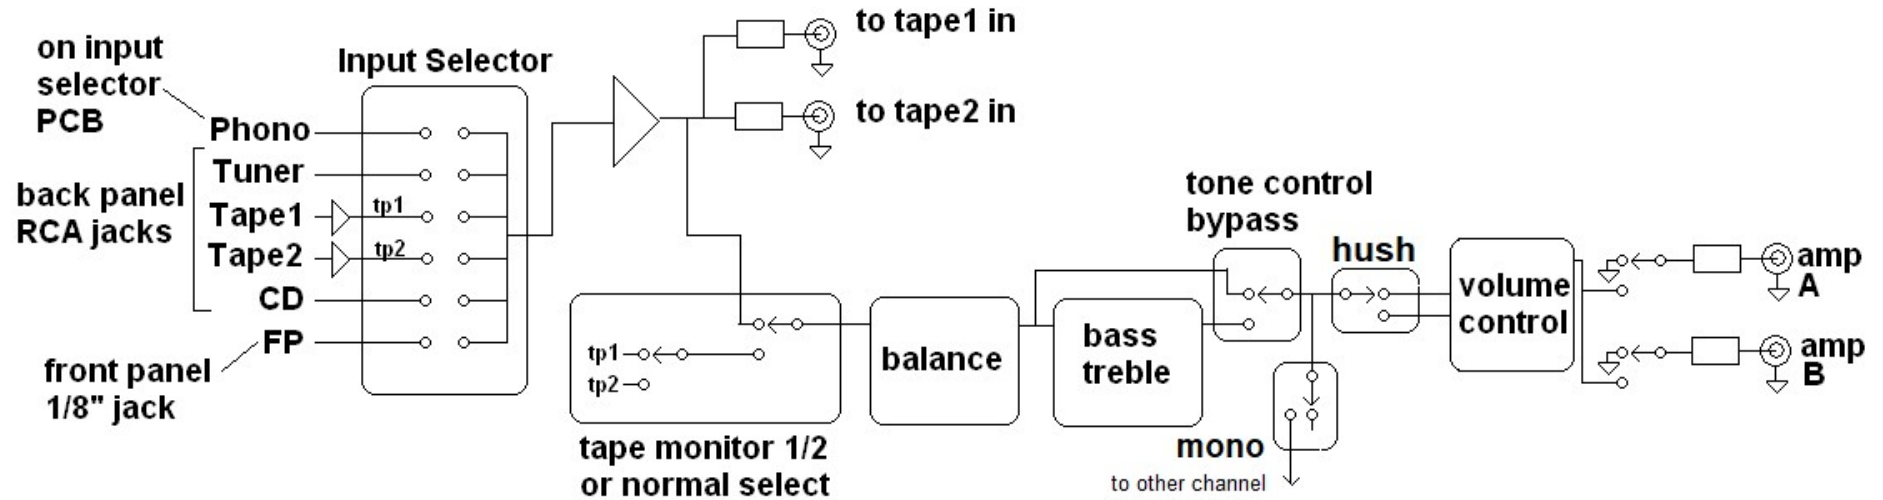 on input
selector
PCB
Input Selector
Phono
Tuner
Tape1
tp1
Tape2
tp2
CD
FP
back panel
RCA jacks
front panel
1/8" jack
to tape1 in
to tape2 in
tp1
tp2
tape monitor 1/2
or normal select
balance
bass
treble
tone control
bypass
hush
mono
to other channel
volume
control
amp
A
amp
B